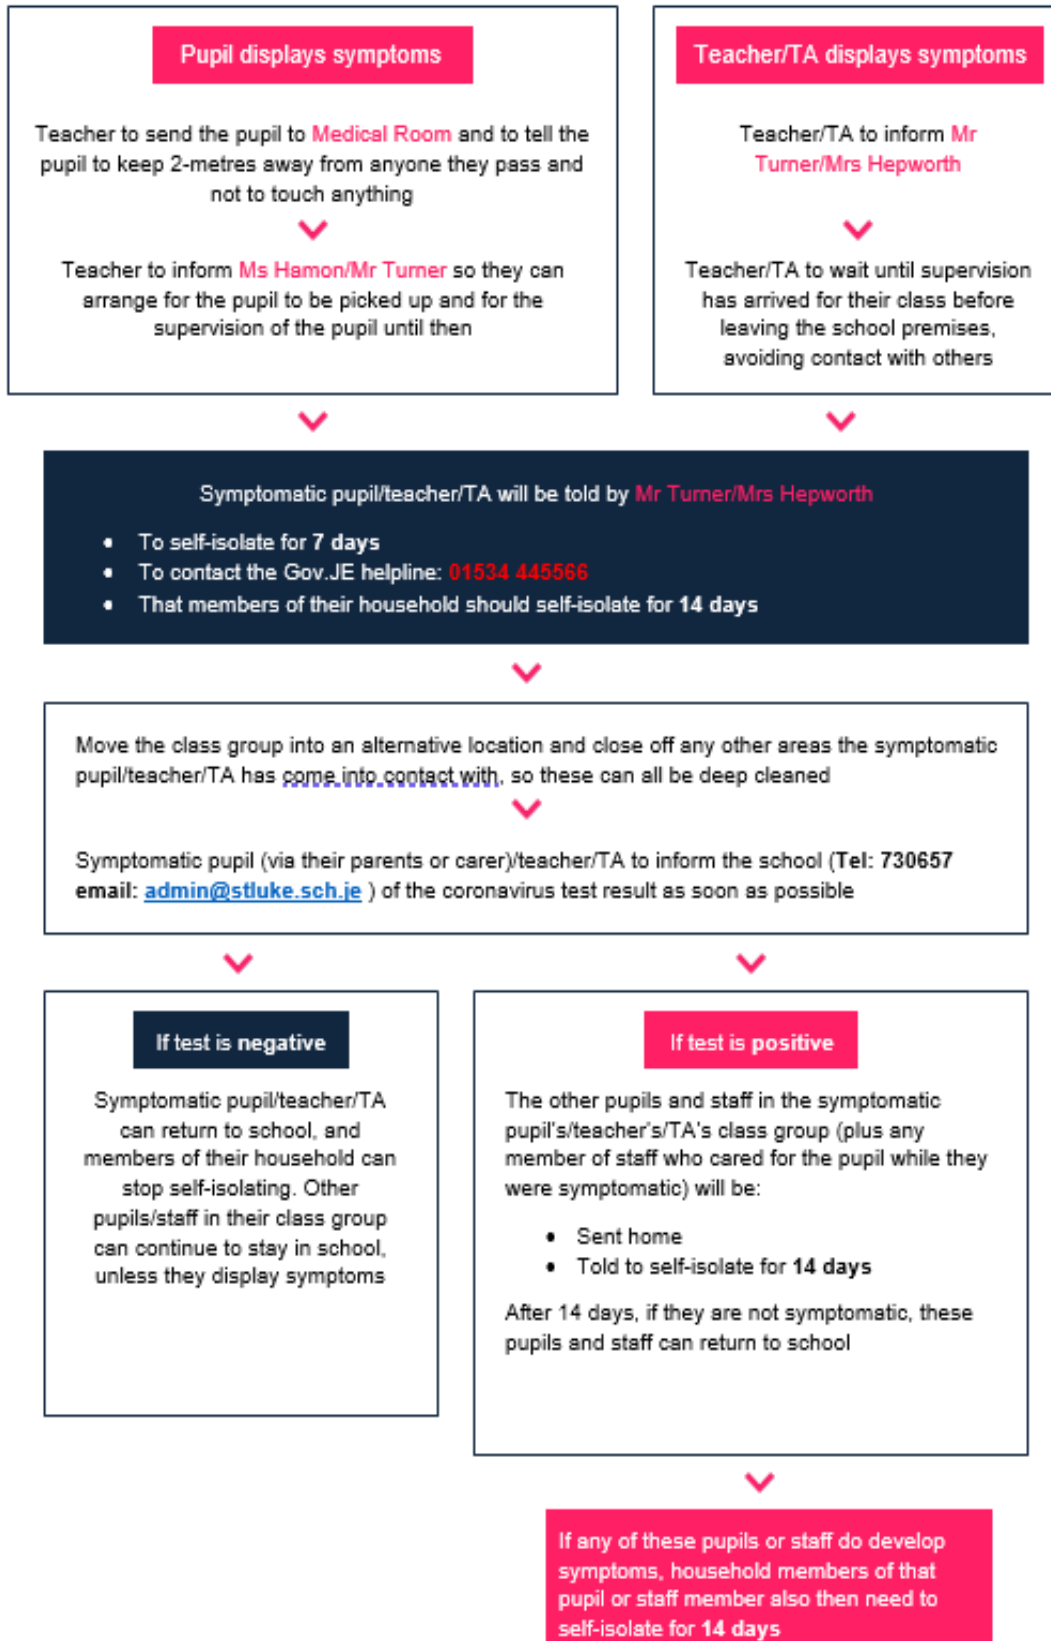 Pupil displays symptoms
Teacher to send the pupil to Medical Room and to tell the
pupil to keep 2-metres away from anyone they pass and
not to touch anything
Teacher to inform Ms Hamon/Mr Turner so they can
arrange for the pupil to be picked up and for the
supervision of the pupil until then
Teacher/TA displays symptoms
Teacher/TA to inform Mr
Turner/Mrs Hepworth
Teacher/TA to wait until supervision
has arrived for their class before
leaving the school premises,
avoiding contact with others
Symptomatic pupil/teacher/TA will be told by Mr Turner/Mrs Hepworth
• To self-isolate for 7 days
• To contact the Gov.JE helpline: 01534 445566
• That members of their household should self-isolate for 14 days
Move the class group into an alternative location and close off any other areas the symptomatic
pupil/teacher/TA has come into contact with, so these can all be deep cleaned
Symptomatic pupil (via their parents or carer)/teacher/TA to inform the school (Tel: 730657
email: admin@stluke.sch.je ) of the coronavirus test result as soon as possible
If test is negative
Symptomatic pupil/teacher/TA
can return to school, and
members of their household can
stop self-isolating. Other
pupils/staff in their class group
can continue to stay in school,
unless they display symptoms
If test is positive
The other pupils and staff in the symptomatic
pupil's/teacher's/TA's class group (plus any
member of staff who cared for the pupil while they
were symptomatic) will be:
• Sent home
• Told to self-isolate for 14 days
After 14 days, if they are not symptomatic, these
pupils and staff can return to school
If any of these pupils or staff do develop
symptoms, household members of that
pupil or staff member also then need to
self-isolate for 14 days